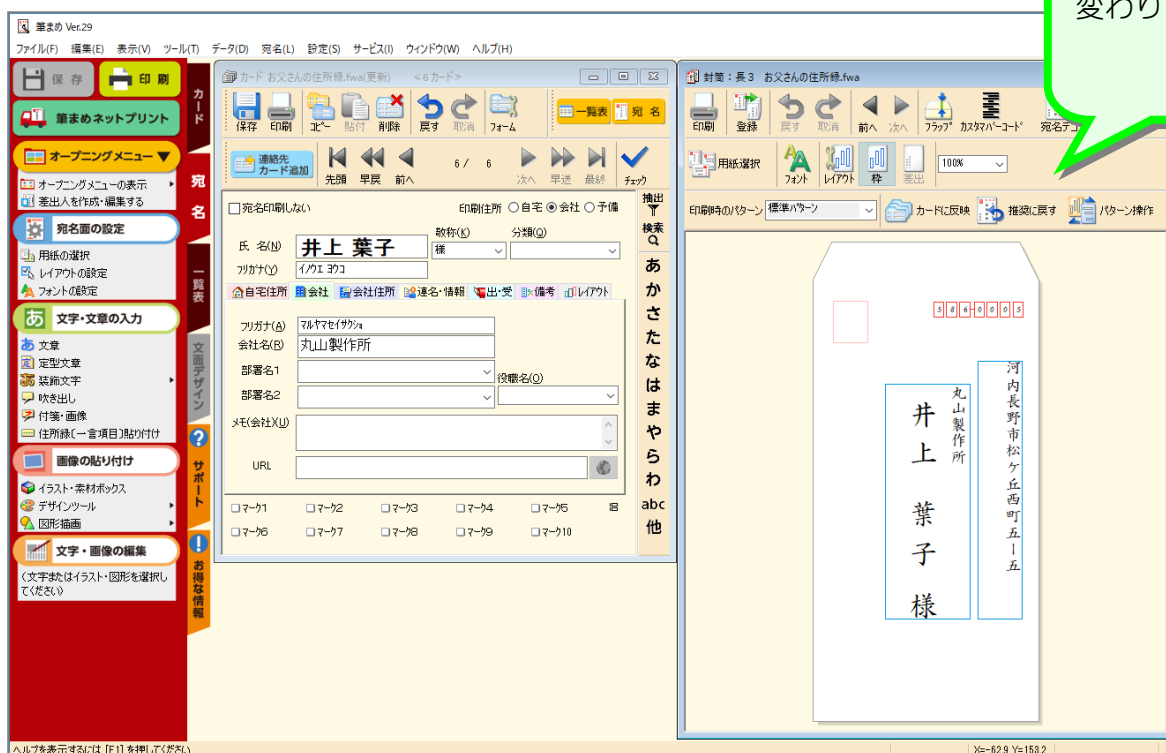 変わり
筆まめ Ver.29
ファイル(F) 編集(E) 表示(V) ツール(T) データ(D) 宛名(L) 設定(S) サービス(I) ウィンドウ(W) ヘルプ(H)
保存 印刷
筆まめネットプリント
オープニングメニュー ▼
オープニングメニューの表示
差出人を作成・編集する
宛名面の設定
用紙の選択
レイアウトの設定
フォントの設定
あ 文字・文章の入力
あ 文章
定 定型文章
装飾文字
吹き出し
付箋・画像
住所録[一言項目]貼り付け
画像の貼り付け
イラスト・素材ボックス
デザインツール
図形描画
文字・画像の編集
(文字またはイラスト・図形を選択し
てください)
カード
宛名
一覧表
文面デザイン
? サポート
! お得な情報
カード お父さんの住所録.fwa(更新) <6カード>
保存 印刷 コピー 貼付 削除 戻す 取消 フォーム 一覧表 宛名
連絡先
カード追加
先頭 早戻 前へ 6 / 6 次へ 早送 最終 チェック
宛名印刷しない 印刷住所 自宅 会社 予備
敬称(K) 分類(Q)
氏 名(N) 井上 葉子 様
フリガナ(Y) イノウエ ヨウコ
自宅住所 会社 会社住所 連名・情報 出・受 備考 レイアウト
フリガナ(A) マルヤマセイサクショ
会社名(R) 丸山製作所
部署名1
役職名(O)
部署名2
メモ(会社)(U)
URL
マーク1 マーク2 マーク3 マーク4 マーク5
マーク6 マーク7 マーク8 マーク9 マーク10
抽出
検索
あ
か
さ
た
な
は
ま
や
ら
わ
abc
他
封筒:長3 お父さんの住所録.fwa
印刷 登録 戻す 取消 前へ 次へ フラップ カスタマバーコード 宛名デコ
用紙選択 フォント レイアウト 枠 差出 100%
印刷時のパターン 標準パターン カードに反映 推奨に戻す パターン操作
586-0005
河内長野市松ケ丘西町五ー五
丸山製作所
井上 葉子 様
ヘルプを表示するには [F1] を押してください
X=-62.9 Y=153.2